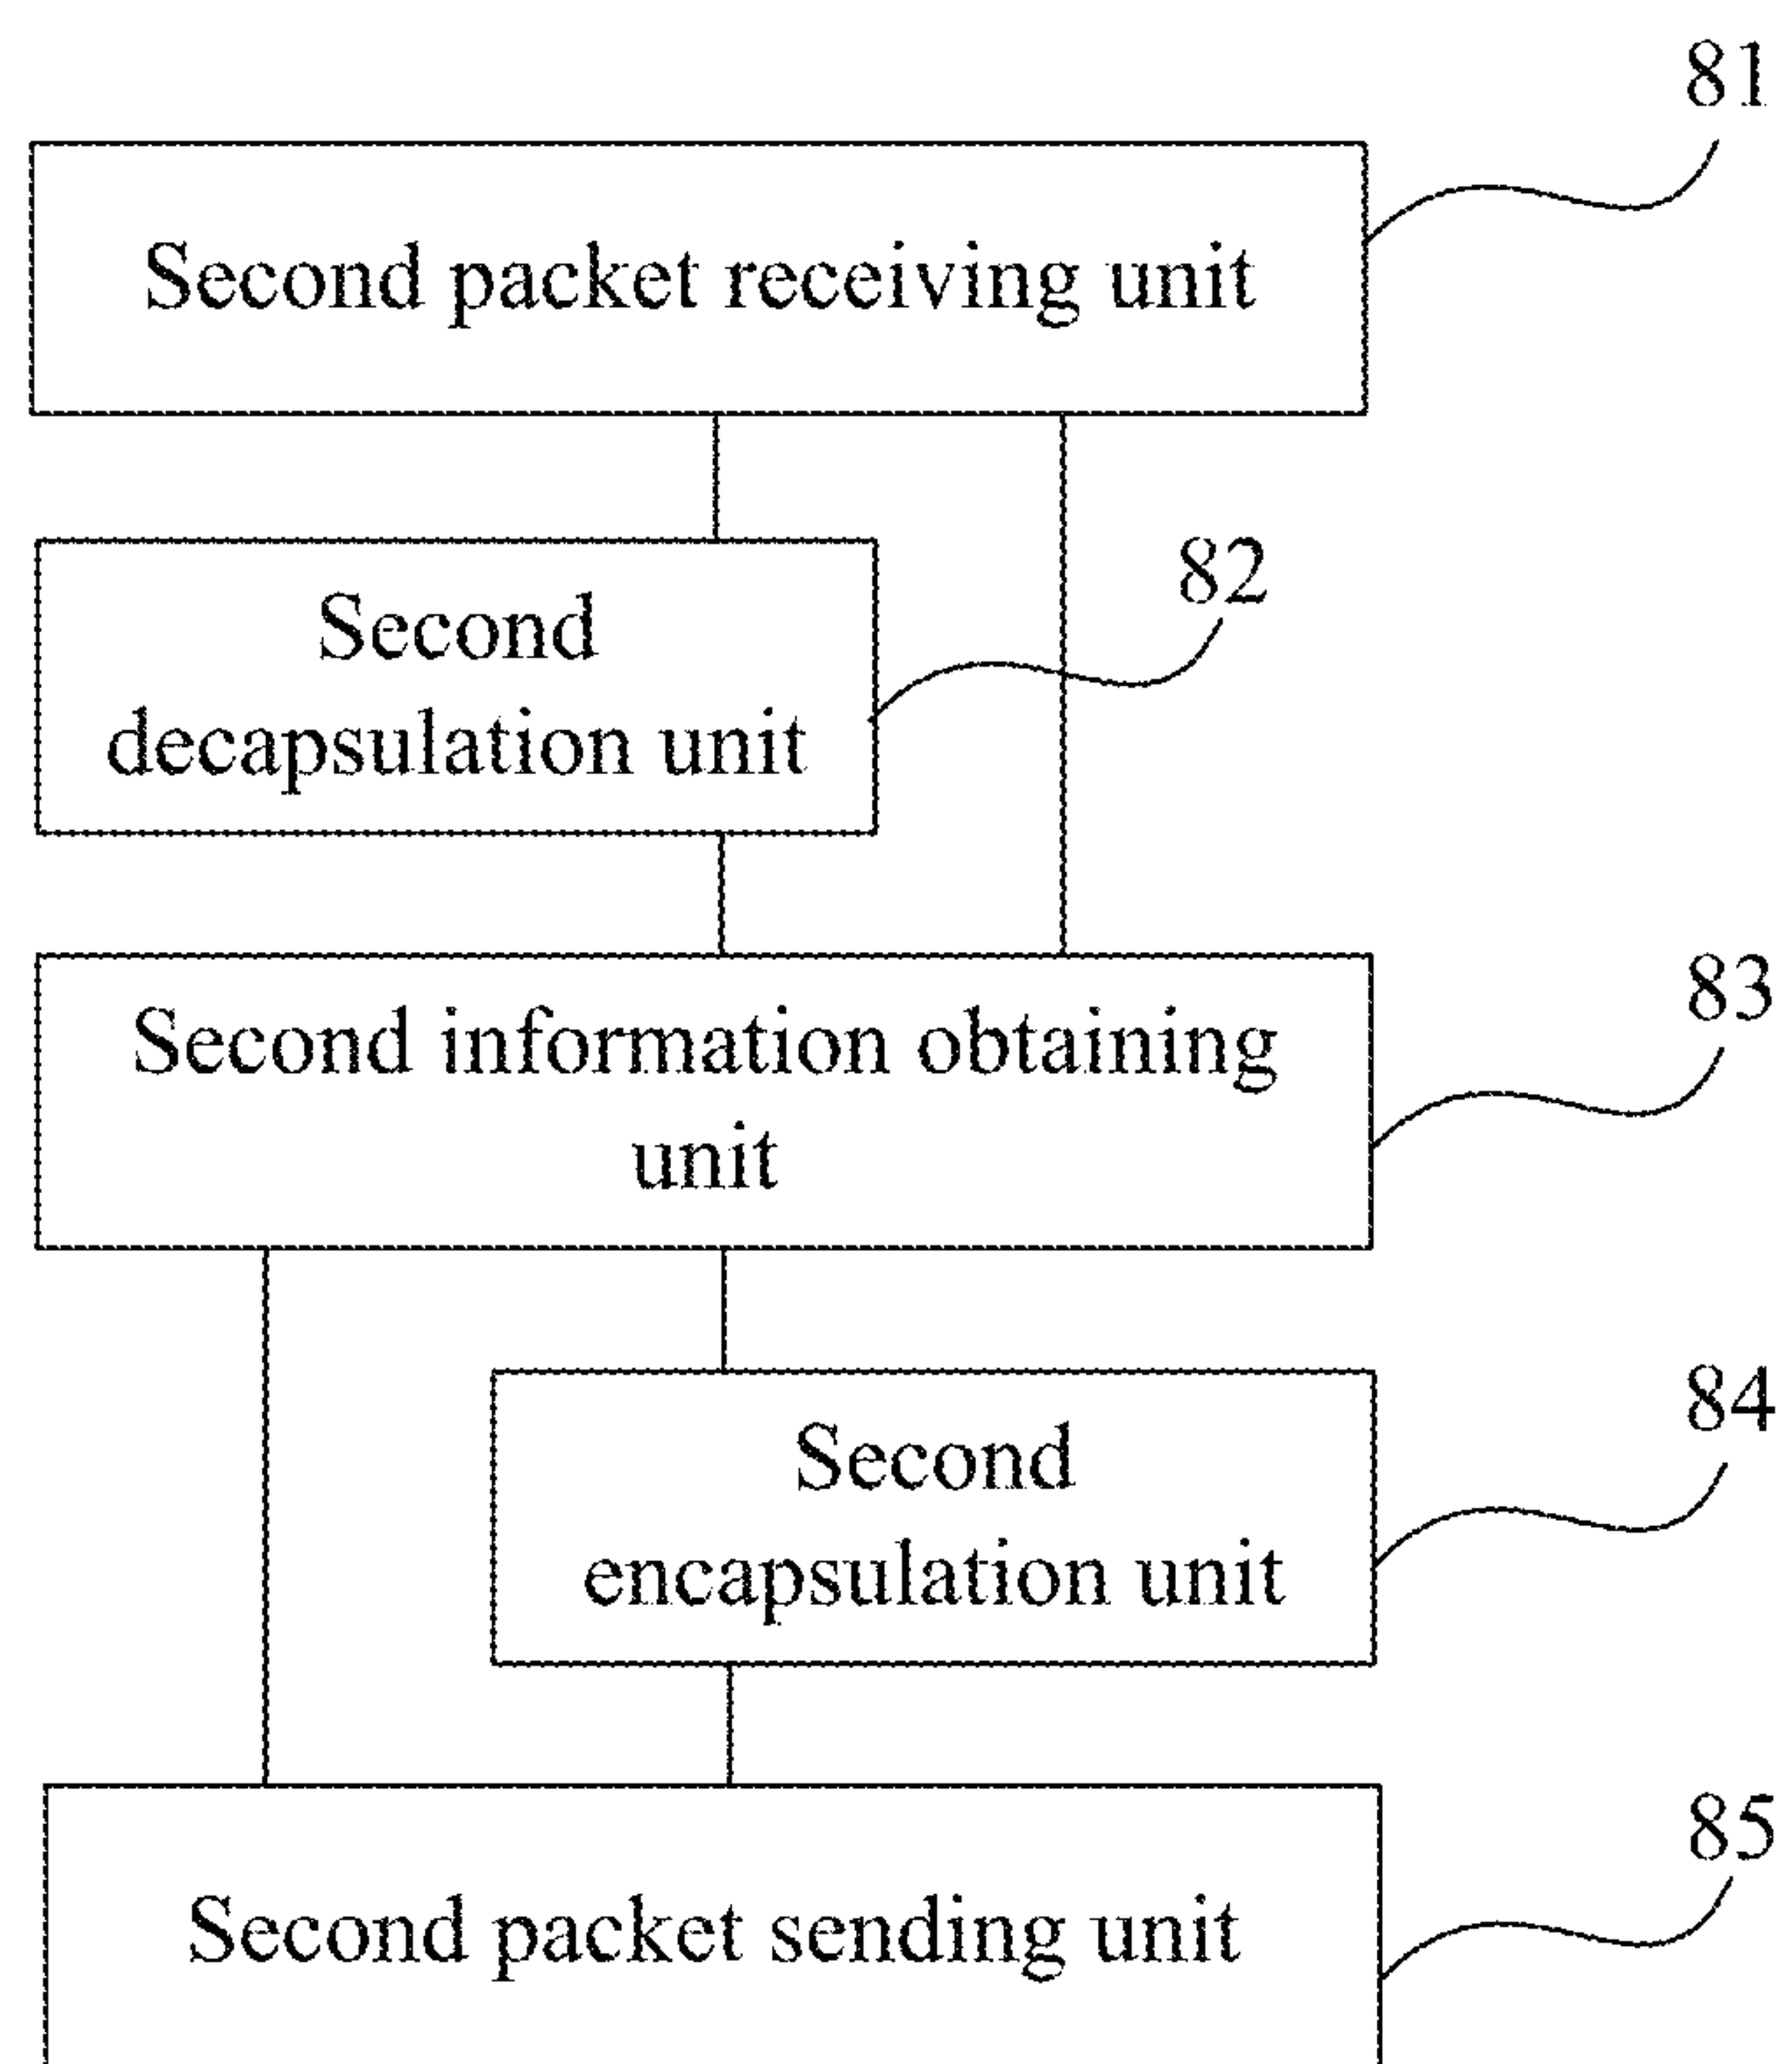 81
Second packet receiving unit
82
Second
decapsulation unit
83
Second information obtaining
unit
84
Second
encapsulation unit
85
Second packet sending unit